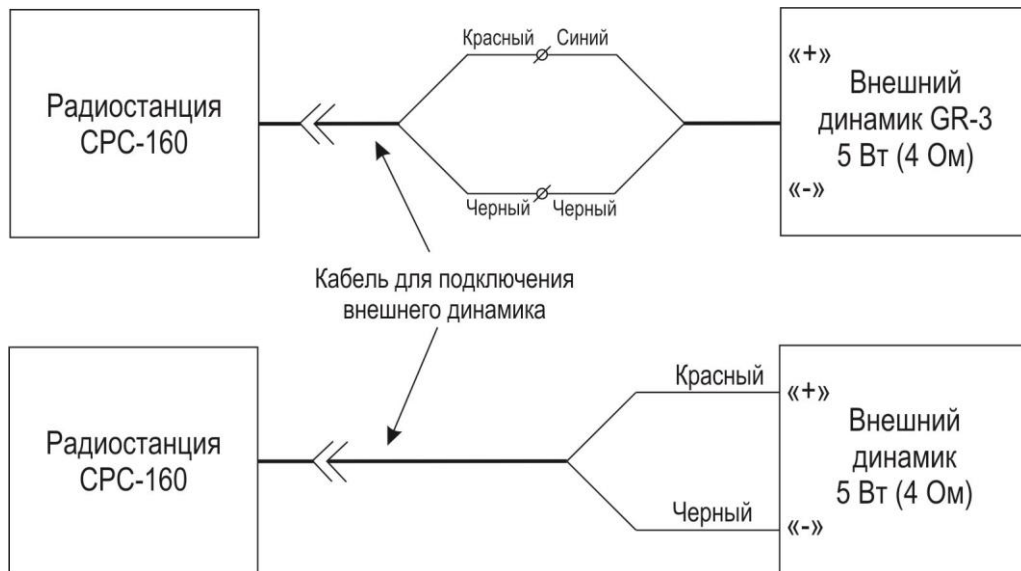 Радиостанция
СРС-160
Красный
Синий
Черный
Черный
«+»
Внешний
динамик GR-3
5 Вт (4 Ом)
«-»
Кабель для подключения
внешнего динамика
Радиостанция
СРС-160
Красный
Черный
«+»
Внешний
динамик
5 Вт (4 Ом)
«-»